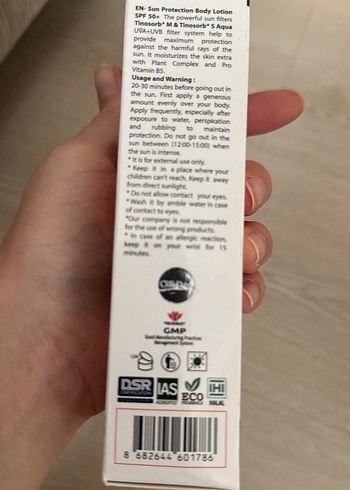 EN- Sun Protection Body Lotion
SPF 50+ The powerful sun filters
Tinosorb* M & Tinosorb* S Aqua
UVA+UVB filter system help to
provide maximum protection
against the harmful rays of the
sun. It moisturizes the skin extra
with Plant Complex and Pro
Vitamin B5.
Usage and Warning :
20-30 minutes before going out in
the sun. First apply a generous
amount evenly over your body.
Apply frequently, especially after
exposure to water, perspiration
and rubbing to maintain
protection. Do not go out in the
sun between (12:00-15:00) when
the sun is intense.
* It is for external use only.
* Keep it in a place where your
children can't reach. Keep it away
from direct sunlight.
* Do not allow contact your eyes.
* Wash it by amble water in case
of contact to eyes.
*Our company is not responsible
for the use of wrong products.
* In case of an allergic reaction,
keep it on your wrist for 15
minutes.
GMP
Good Manufacturing Practices
Management System
DSR
IAS
ECO
HALAL
8 682644 601786